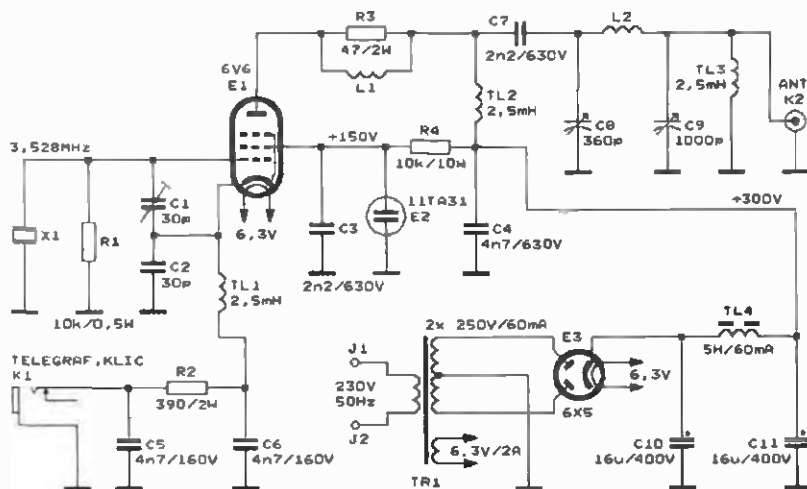 R3
47/2W
L1
C7
2n2/630V
L2
6V6
E1
TL2
2,5mH
TL3
2,5mH
ANT
K2
C8
360p
C9
1000p
3,528MHz
+150V
R4
10k/10W
X1
R1
10k/0,5W
C1
30p
C2
30p
6,3V
TL1
2,5mH
C3
2n2/630V
11TA31
E2
C4
4n7/630V
+300V
TELEGRAF.KLIC
K1
R2
390/2W
C5
4n7/160V
C6
4n7/160V
J1
230V
50Hz
J2
2x 250V/60mA
6,3V/2A
TR1
E3
6X5
6,3V
TL4
5H/60mA
C10
16u/400V
C11
16u/400V